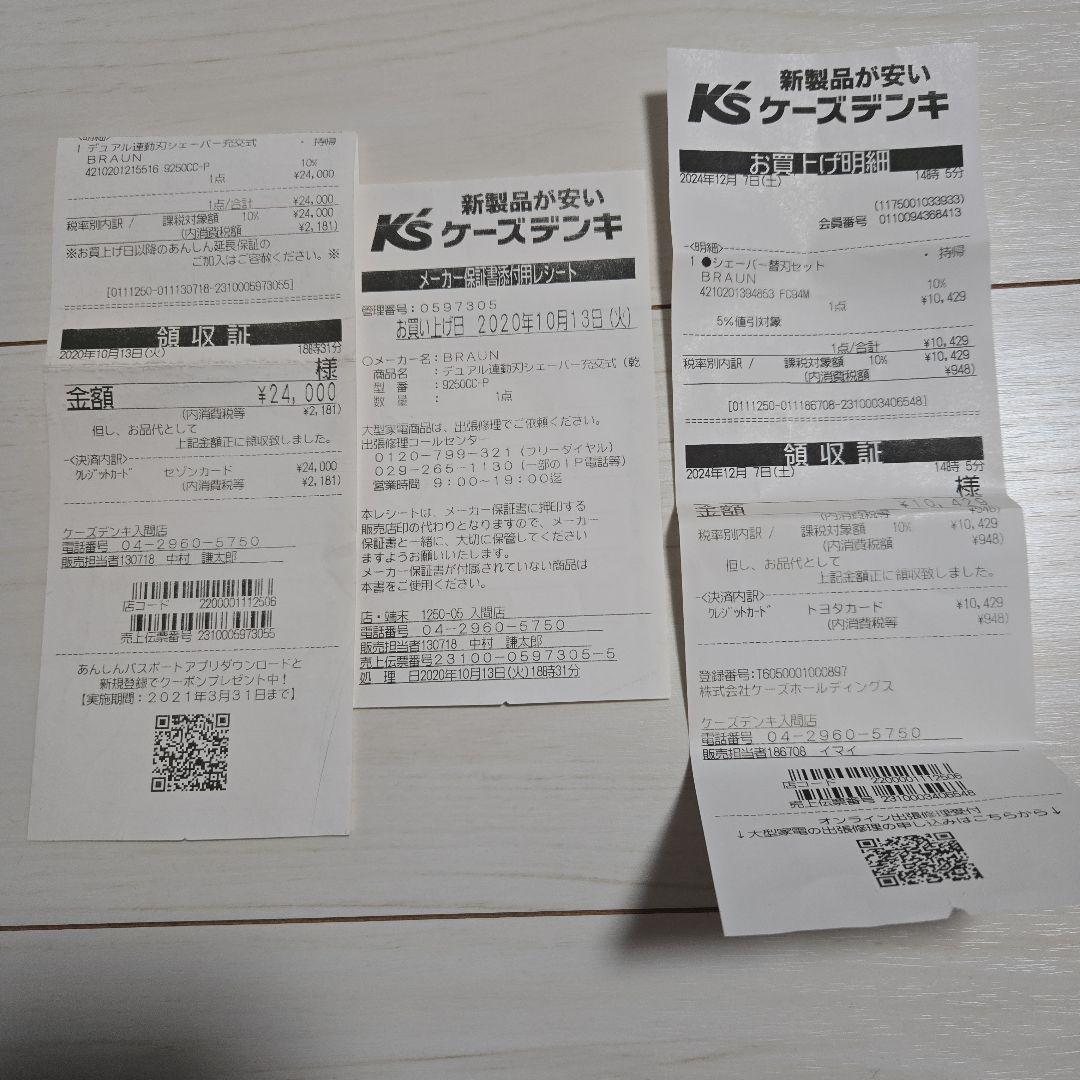 <明細>
1 デュアル連動刃シェーバー充交式 ・ 持帰
BRAUN
4210201215516 9250CC-P 10%
1点 ¥24,000
1点/合計 ¥24,000
税率別内訳 / 課税対象額 10% ¥24,000
(内消費税額 ¥2,181)
※お買上げ日以降のあんしん延長保証の
ご加入はご容赦ください。※
[0111250-011130718-2310005973055]
領収証
2020年10月13日(火) 18時31分
様
金額 ¥24,000
(内消費税等 ¥2,181)
但し、お品代として
上記金額正に領収致しました。
<決済内訳>
クレジットカード セゾンカード ¥24,000
(内消費税等 ¥2,181)
ケーズデンキ入間店
電話番号 04-2960-5750
販売担当者130718 中村 謙太郎
店コード 2200001112506
売上伝票番号 2310005973055
あんしんパスポートアプリダウンロードと
新規登録でクーポンプレゼント中!
【実施期間:2021年3月31日まで】
新製品が安い
K'S ケーズデンキ
メーカー保証書添付用レシート
管理番号:0597305
お買い上げ日 2020年10月13日(火)
○メーカー名:BRAUN
商品名 :デュアル連動刃シェーバー充交式(乾
型 番 :9250CC-P
数 量 : 1点
大型家電商品は、出張修理でご依頼ください。
出張修理コールセンター
0120-799-321(フリーダイヤル)
029-265-1130(一部のIP電話等)
営業時間 9:00~19:00迄
本レシートは、メーカー保証書に押印する
販売店印の代わりとなりますので、メーカー
保証書と一緒に、大切に保管してください
ますようお願いいたします。
メーカー保証書が付属されていない商品は
本書をご使用ください。
店・端末 1250-05 入間店
電話番号 04-2960-5750
販売担当者130718 中村 謙太郎
売上伝票番号23100-0597305-5
処 理 日2020年10月13日(火)18時31分
新製品が安い
K'S ケーズデンキ
お買上げ明細
2024年12月 7日(土) 14時 5分
(1175001033933)
会員番号 0110094368413
<明細>
1 ●シェーバー替刃セット ・ 持帰
BRAUN
4210201394853 FC94M 10%
1点 ¥10,429
5%値引対象
1点/合計 ¥10,429
税率別内訳 / 課税対象額 10% ¥10,429
(内消費税額 ¥948)
[0111250-011186708-2310003406548]
領収証
2024年12月 7日(土) 14時 5分
様
金額 ¥10,429
(内消費税等 ¥948)
税率別内訳 / 課税対象額 10% ¥10,429
(内消費税額 ¥948)
但し、お品代として
上記金額正に領収致しました。
<決済内訳>
クレジットカード トヨタカード ¥10,429
(内消費税等 ¥948)
登録番号:T6050001000897
株式会社ケーズホールディングス
ケーズデンキ入間店
電話番号 04-2960-5750
販売担当者186708 イマイ
店コード 2200001112506
売上伝票番号 2310003406548
オンライン出張修理受付
↓大型家電の出張修理の申し込みはこちらから↓